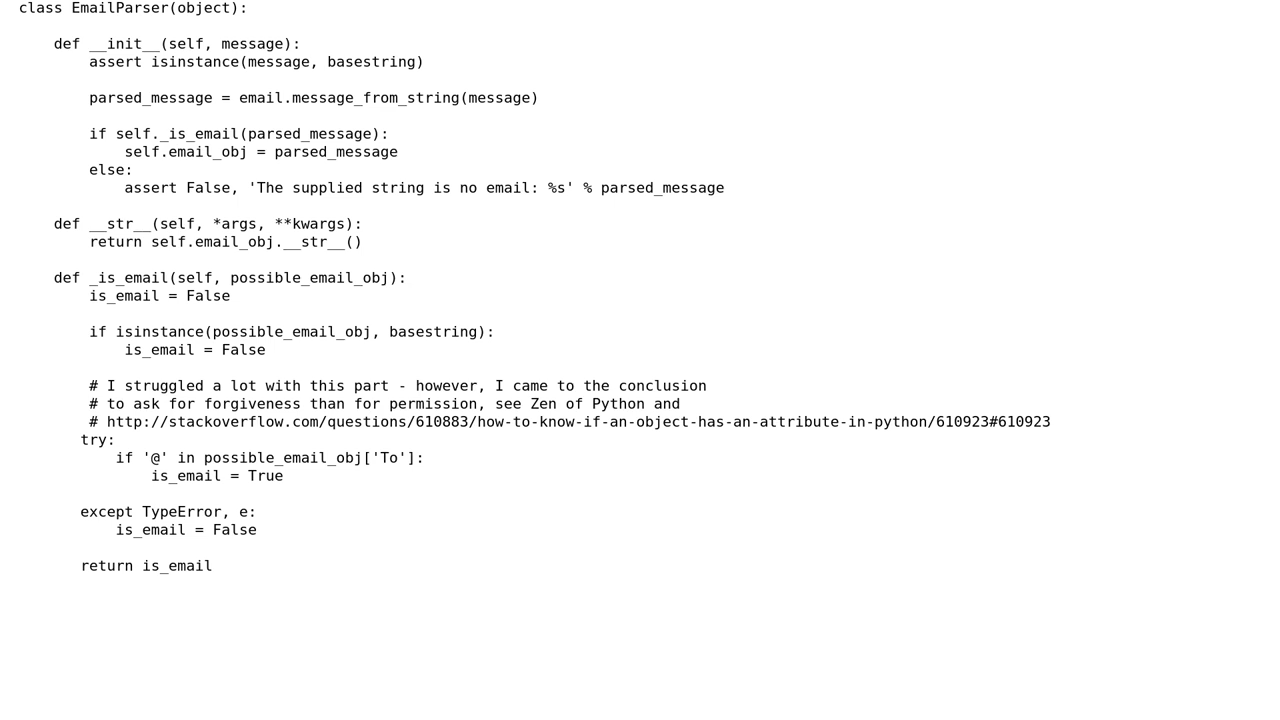 class EmailParser(object):

    def __init__(self, message):
        assert isinstance(message, basestring)

        parsed_message = email.message_from_string(message)

        if self._is_email(parsed_message):
            self.email_obj = parsed_message
        else:
            assert False, 'The supplied string is no email: %s' % parsed_message

    def __str__(self, *args, **kwargs):
        return self.email_obj.__str__()

    def _is_email(self, possible_email_obj):
        is_email = False

        if isinstance(possible_email_obj, basestring):
            is_email = False

        # I struggled a lot with this part - however, I came to the conclusion
        # to ask for forgiveness than for permission, see Zen of Python and
        # http://stackoverflow.com/questions/610883/how-to-know-if-an-object-has-an-attribute-in-python/610923#610923
       try:
           if '@' in possible_email_obj['To']:
               is_email = True

       except TypeError, e:
           is_email = False

       return is_email